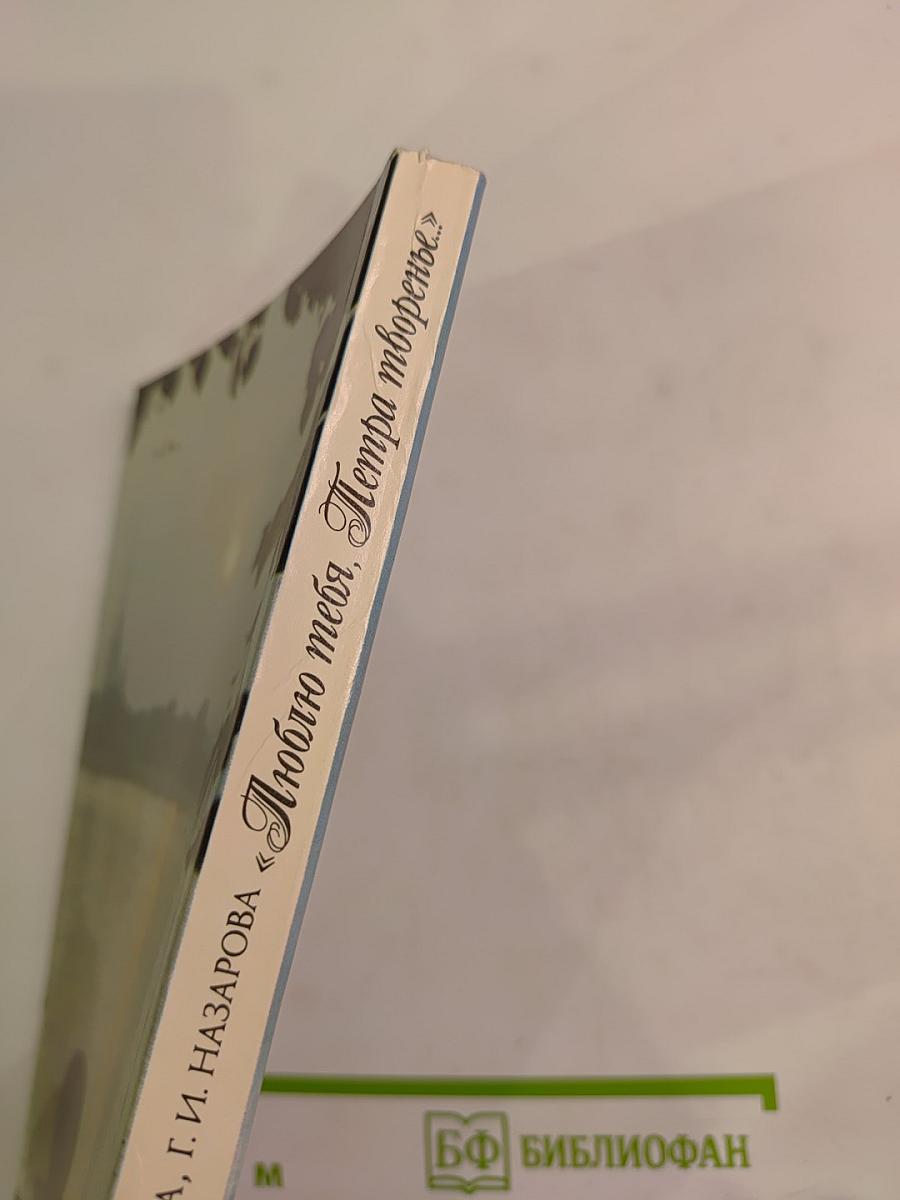 А, Г. И. НАЗАРОВА «Люблю тебя, Петра творенье...»
м
БФ БИБЛИОФАН